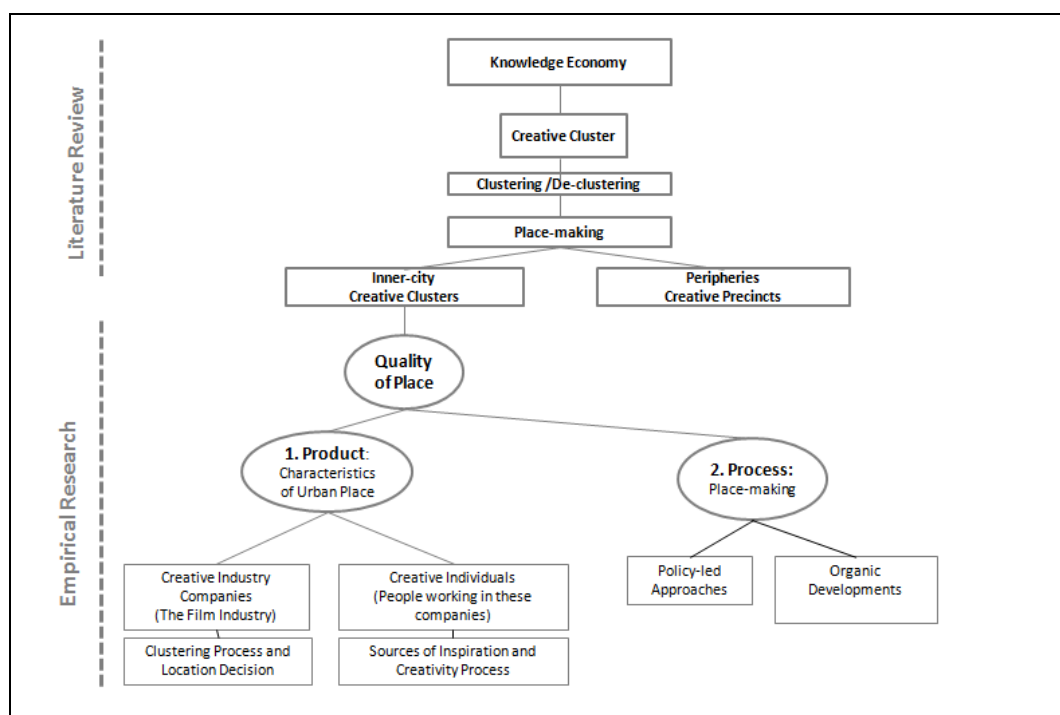 Literature Review
Knowledge Economy
Creative Cluster
Clustering /De-clustering
Place-making
Inner-city
Creative Clusters
Peripheries
Creative Precincts
Empirical Research
Quality
of Place
1. Product:
Characteristics
of Urban Place
2. Process:
Place-making
Creative Industry
Companies
(The Film Industry)
Creative Individuals
(People working in these
companies)
Policy-led
Approaches
Organic
Developments
Clustering Process and
Location Decision
Sources of Inspiration and
Creativity Process